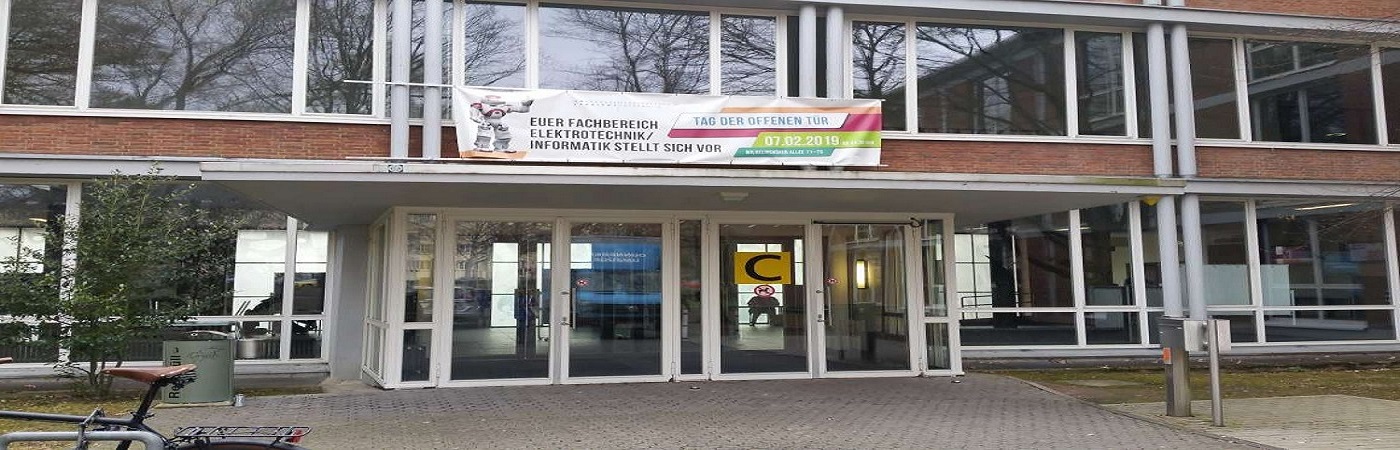 EUER FACHBEREICH
ELEKTROTECHNIK/
INFORMATIK STELLT SICH VOR
TAG DER OFFENEN TÜR
07.02.2019
C